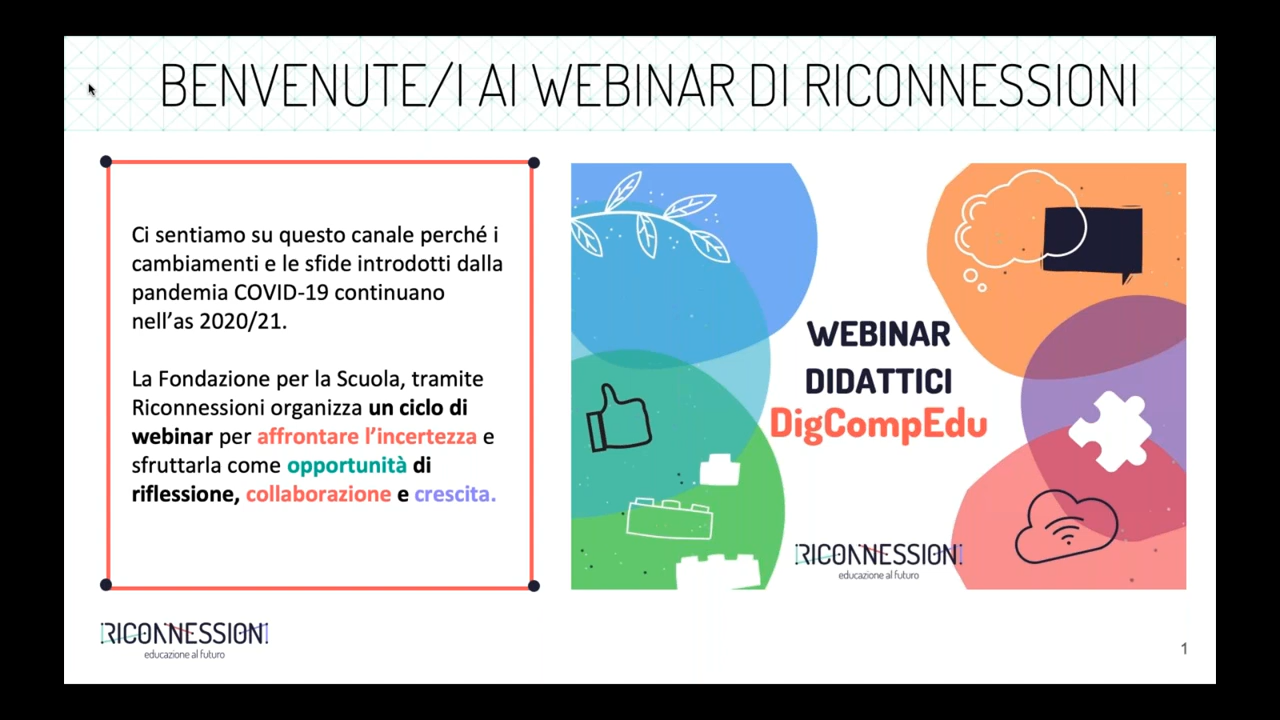 BENVENUTE/I AI WEBINAR DI RICONNESSIONI
Ci sentiamo su questo canale perché i
cambiamenti e le sfide introdotti dalla
pandemia COVID-19 continuano
nell’as 2020/21.
La Fondazione per la Scuola, tramite
Riconnessioni organizza un ciclo di
webinar per affrontare l’incertezza e
sfruttarla come opportunità di
riflessione, collaborazione e crescita.
WEBINAR
DIDATTICI
DigCompEdu
RICONNESSIONI
educazione al futuro
RICONNESSIONI
educazione al futuro
1